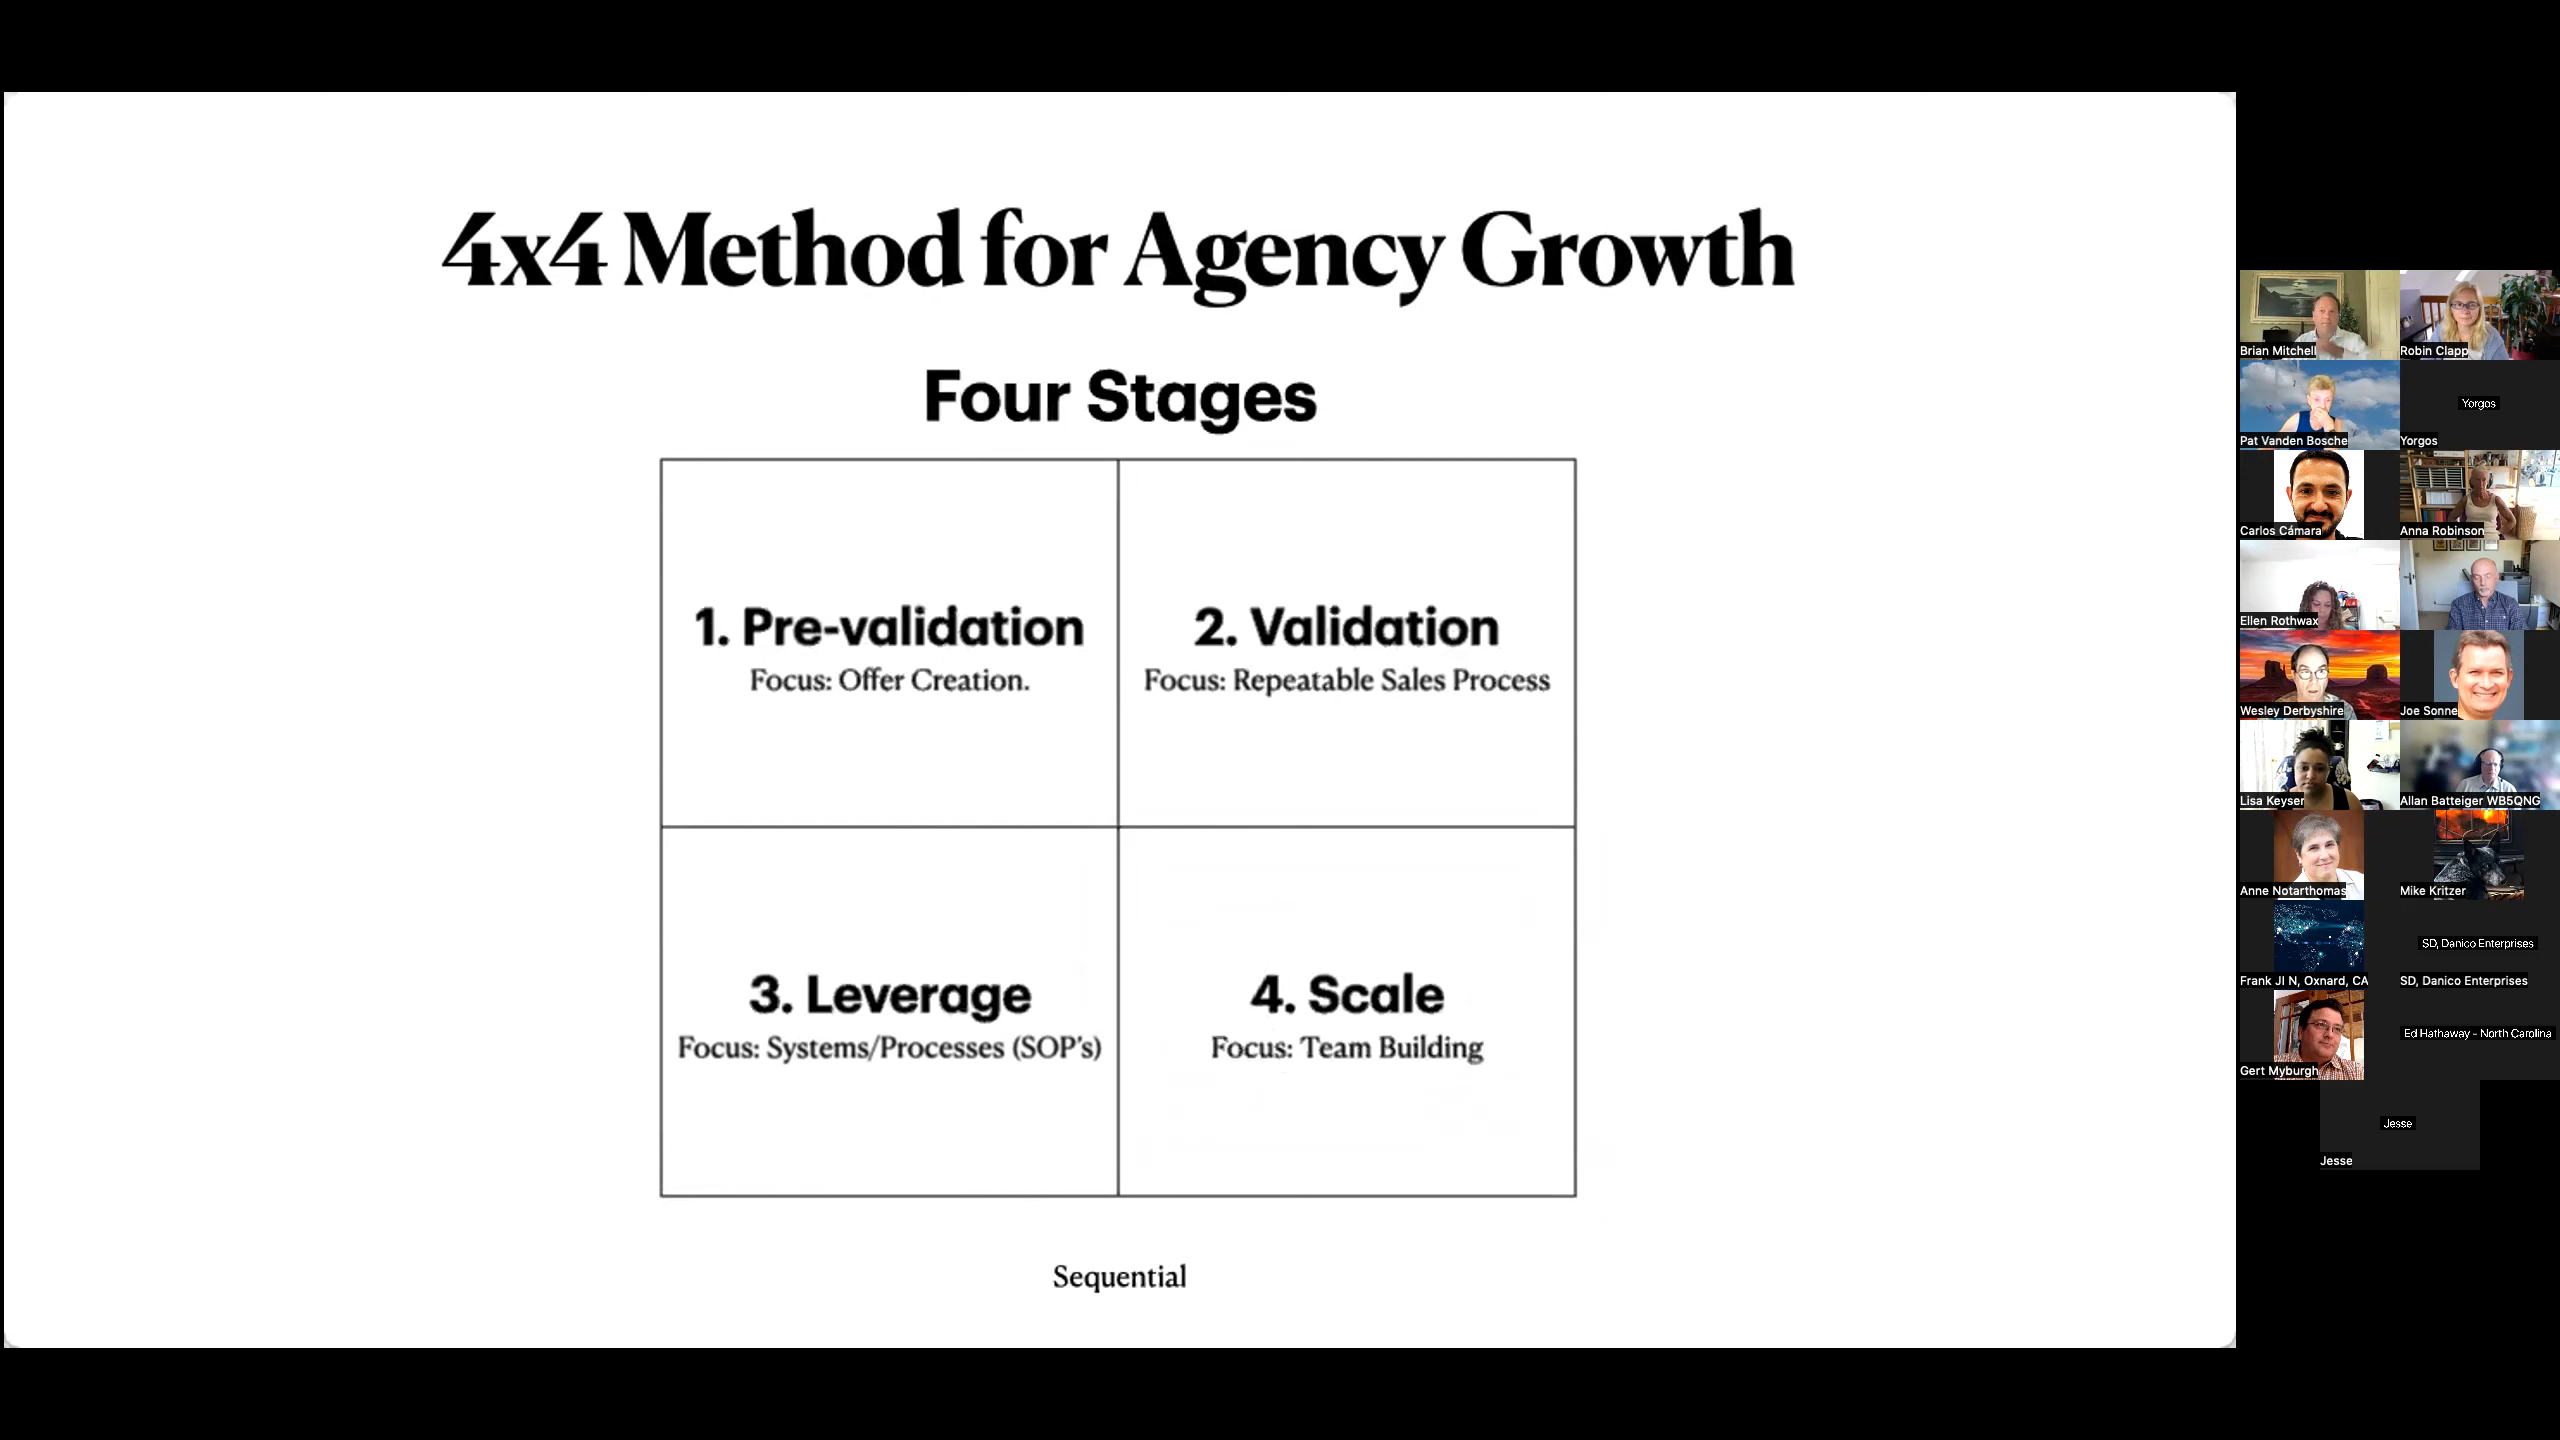 4x4 Method for Agency Growth
Four Stages
1. Pre-validation
Focus: Offer Creation.
2. Validation
Focus: Repeatable Sales Process
3. Leverage
Focus: Systems/Processes (SOP's)
4. Scale
Focus: Team Building
Sequential
Brian Mitchell
Robin Clapp
Pat Vanden Bosche
Yorgos
Yorgos
Carlos Cámara
Anna Robinson
Ellen Rothwax
Wesley Derbyshire
Joe Sonne
Lisa Keyser
Allan Batteiger WB5QNG
Anne Notarthomas
Mike Kritzer
Frank JI N, Oxnard, CA
SD, Danico Enterprises
SD, Danico Enterprises
Gert Myburgh
Ed Hathaway - North Carolina
Jesse
Jesse